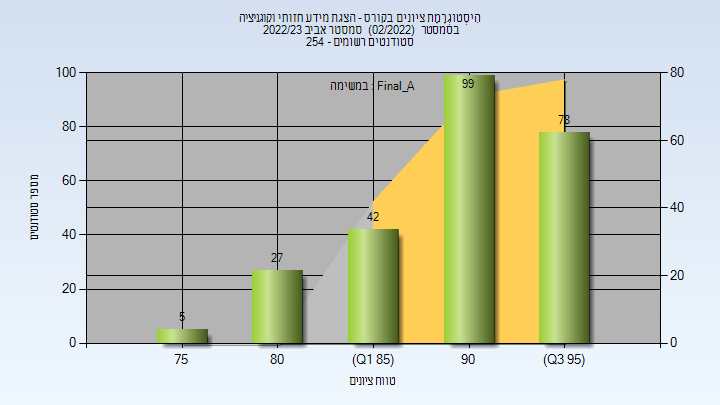 היסטוגרמת ציונים בקורס - הצגת מידע חזותי וקוגניציה
בסמסטר (02/2022) סמסטר אביב 2022/23
סטודנטים רשומים - 254
במשימה : Final_A
100
80
60
40
20
0
80
60
40
20
0
מספר סטודנטים
5
27
42
99
78
75
80
(Q1 85)
90
(Q3 95)
טווח ציונים